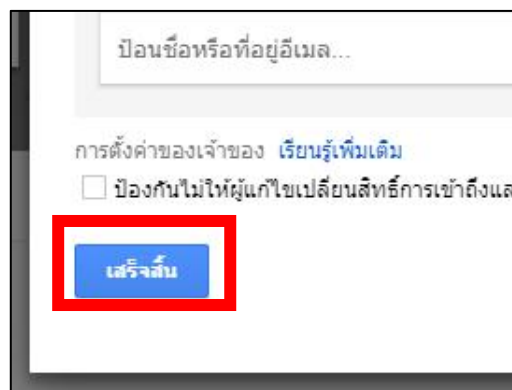 ป้อนชื่อหรือที่อยู่อีเมล...
การตั้งค่าของเจ้าของ เรียนรู้เพิ่มเติม
ป้องกันไม่ให้ผู้แก้ไขเปลี่ยนสิทธิ์การเข้าถึงแล
เสร็จสิ้น